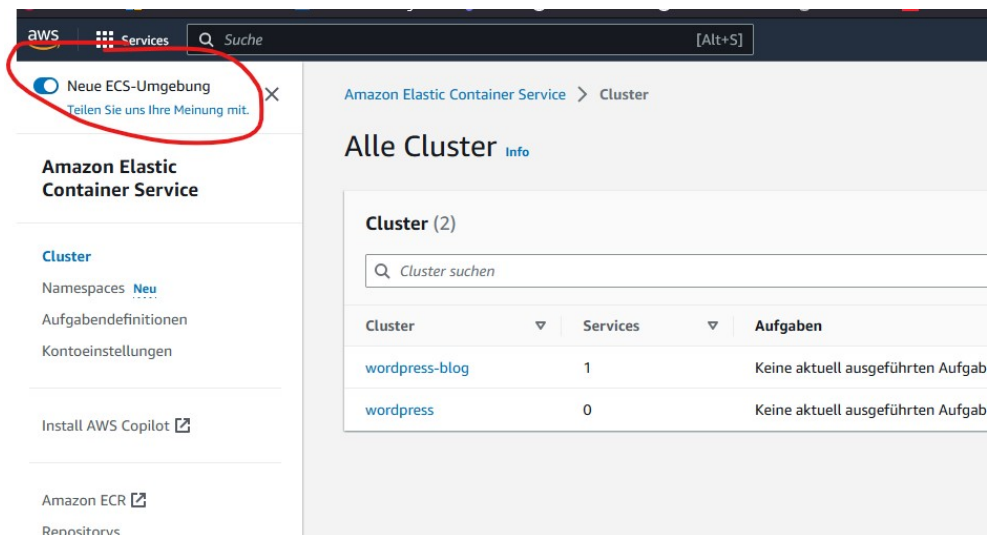 aws
Services
Suche
[Alt+S]
Neue ECS-Umgebung
Teilen Sie uns Ihre Meinung mit.
Amazon Elastic
Container Service
Cluster
Namespaces Neu
Aufgabendefinitionen
Kontoeinstellungen
Install AWS Copilot
Amazon ECR
Repositorys
Amazon Elastic Container Service > Cluster
Alle Cluster Info
Cluster (2)
Cluster suchen
Cluster Services Aufgaben
wordpress-blog 1 Keine aktuell ausgeführten Aufgab
wordpress 0 Keine aktuell ausgeführten Aufgab